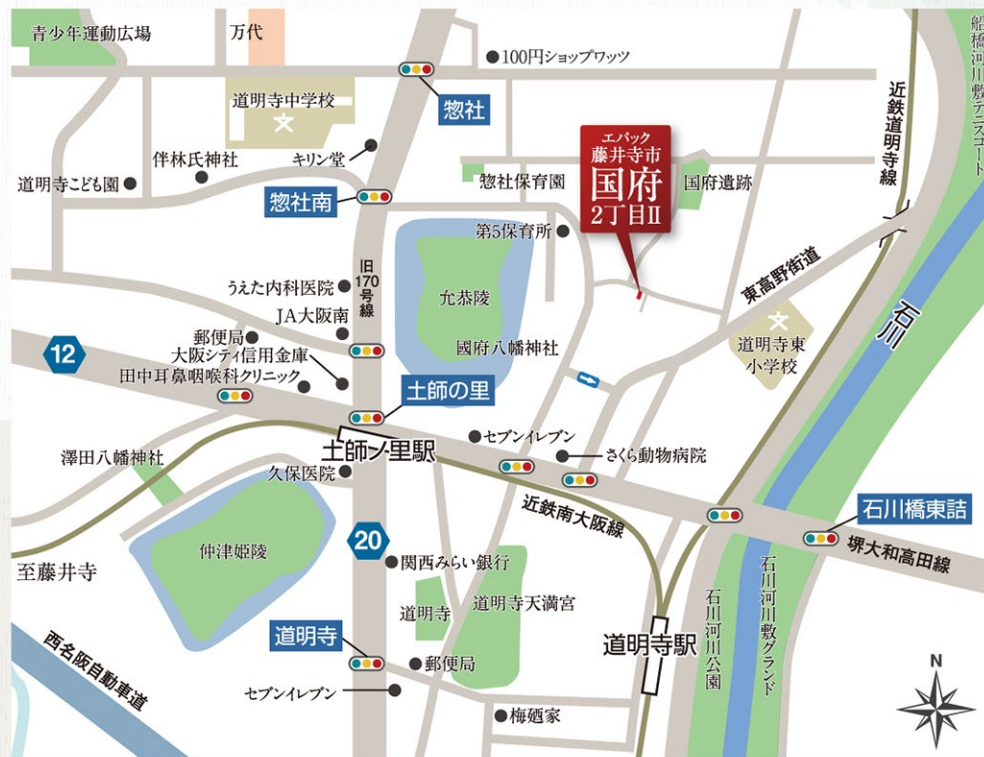 青少年運動広場
万代
100円ショップワッツ
惣社
道明寺中学校
キリン堂
伴林氏神社
道明寺こども園
惣社南
惣社保育園
エバック
藤井寺市
国府
2丁目II
国府遺跡
近鉄道明寺線
船橋河川敷テニスコート
第5保育所
旧170号線
允恭陵
うえた内科医院
JA大阪南
郵便局
大阪シティ信用金庫
田中耳鼻咽喉科クリニック
12
國府八幡神社
東高野街道
道明寺東
小学校
石川
土師の里
土師ノ里駅
セブンイレブン
さくら動物病院
澤田八幡神社
久保医院
近鉄南大阪線
石川橋東詰
堺大和高田線
仲津姫陵
至藤井寺
20
関西みらい銀行
道明寺
道明寺天満宮
道明寺駅
石川河川公園
石川河川敷グランド
道明寺
郵便局
セブンイレブン
梅廼家
西名阪自動車道
N